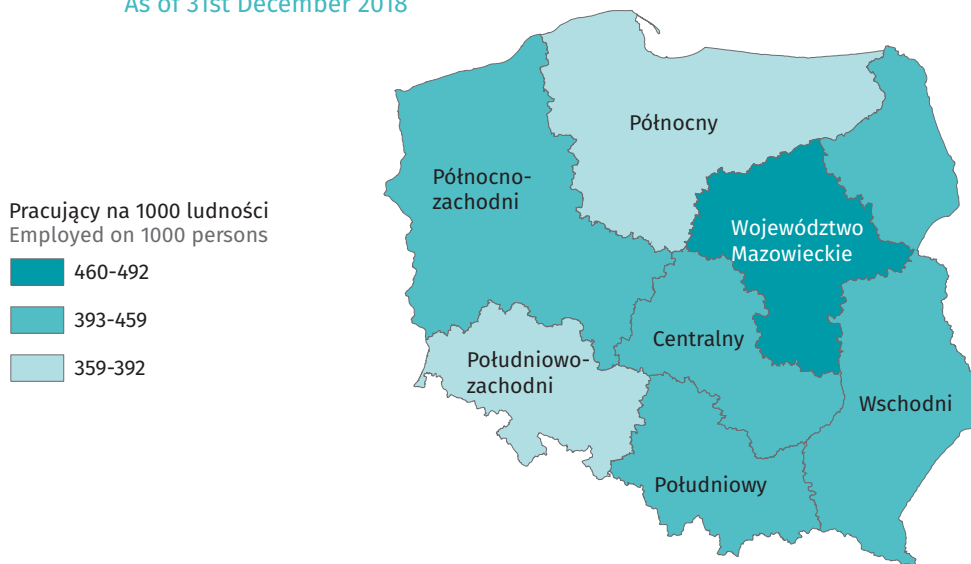 As of 31st December 2018
Północny
Północno-
zachodni
Pracujący na 1000 ludności
Employed on 1000 persons
Województwo
Mazowieckie
460-492
393-459
359-392
Centralny
Południowo-
zachodni
Wschodni
Południowy